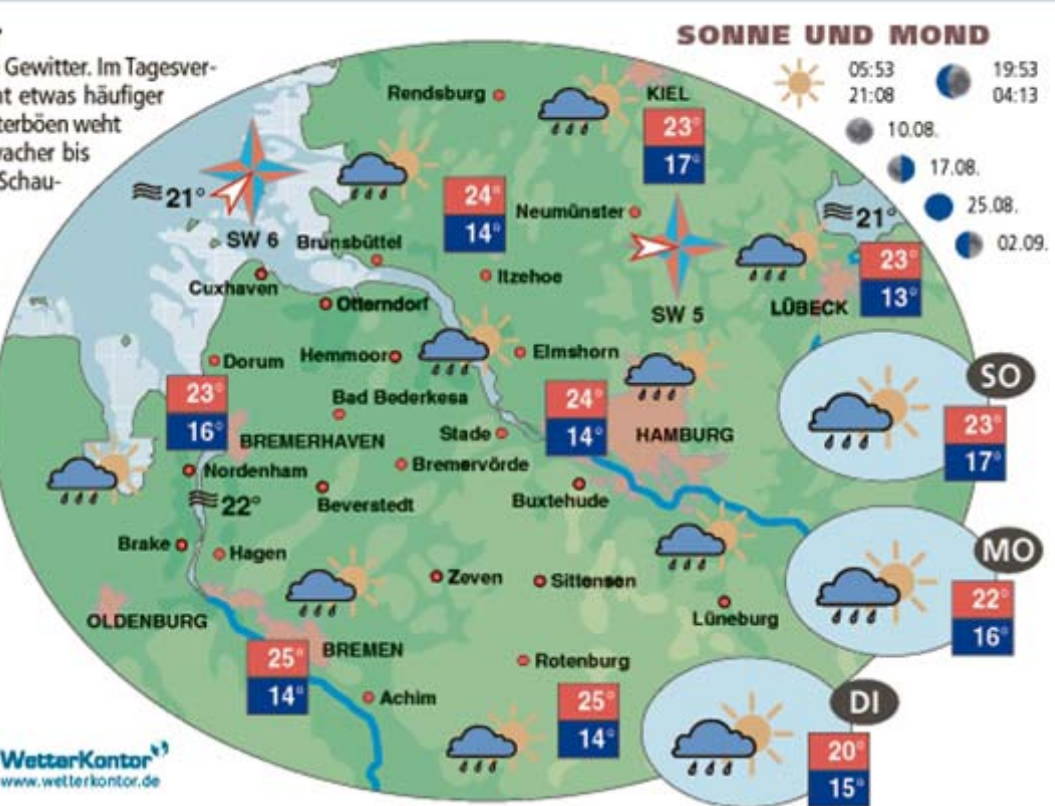 Gewitter. Im Tagesver-
etwas häufiger
terböen weht
vacher bis
Schau-
SONNE UND MOND
05:53
21:08
19:53
04:13
10.08.
17.08.
25.08.
02.09.
Rendsburg
KIEL
23°
17°
21°
24°
14°
Neumünster
21°
SW 6
Brunsbüttel
Itzehoe
23°
13°
Cuxhaven
Otterndorf
SW 5
LÜBECK
Dorum
Hemmoor
Elmshorn
SO
23°
16°
Bad Bederkesa
24°
14°
23°
17°
BREMERHAVEN
Stade
HAMBURG
Nordenham
Bremervörde
22°
Beverstedt
Buxtehude
Brake
Hagen
MO
Zeven
Sittensen
22°
16°
OLDENBURG
Lüneburg
BREMEN
25°
14°
Rotenburg
Achim
25°
14°
DI
20°
15°
WetterKontor
www.wetterkontor.de